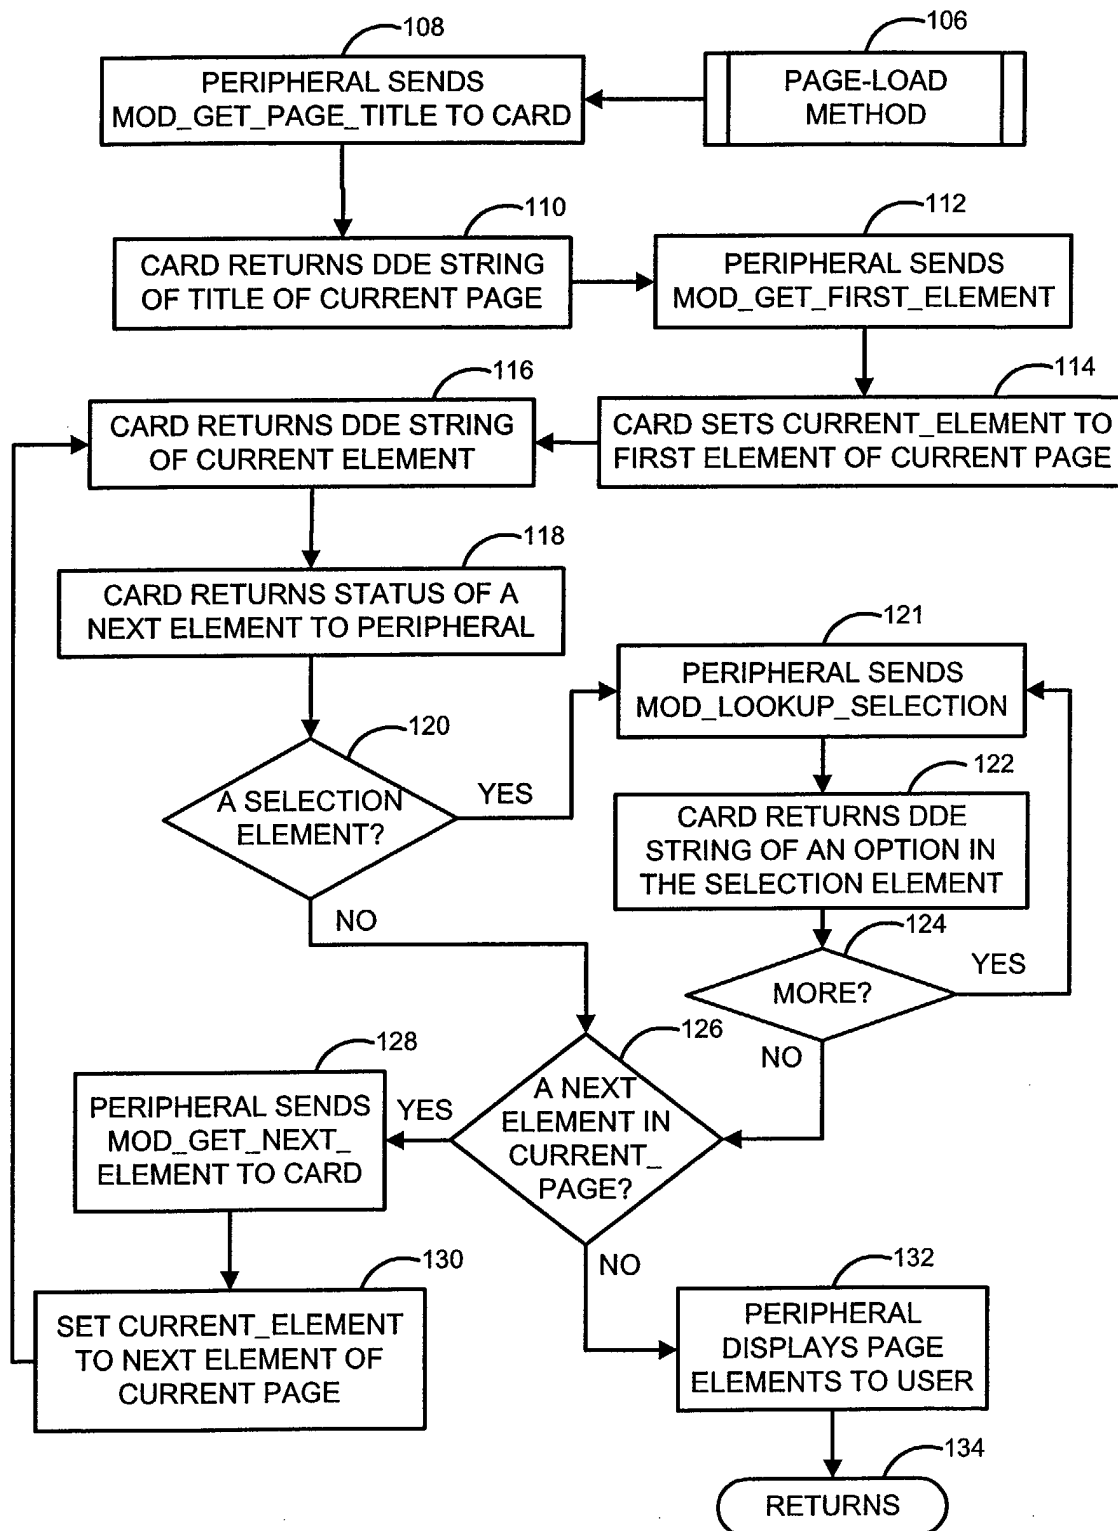 108
PERIPHERAL SENDS
MOD_GET_PAGE_TITLE TO CARD
106
PAGE-LOAD
METHOD
110
CARD RETURNS DDE STRING
OF TITLE OF CURRENT PAGE
112
PERIPHERAL SENDS
MOD_GET_FIRST_ELEMENT
116
CARD RETURNS DDE STRING
OF CURRENT ELEMENT
114
CARD SETS CURRENT_ELEMENT TO
FIRST ELEMENT OF CURRENT PAGE
118
CARD RETURNS STATUS OF A
NEXT ELEMENT TO PERIPHERAL
121
PERIPHERAL SENDS
MOD_LOOKUP_SELECTION
120
A SELECTION
ELEMENT?
YES
NO
122
CARD RETURNS DDE
STRING OF AN OPTION IN
THE SELECTION ELEMENT
124
MORE?
YES
NO
126
A NEXT
ELEMENT IN
CURRENT_
PAGE?
YES
NO
128
PERIPHERAL SENDS
MOD_GET_NEXT_
ELEMENT TO CARD
130
SET CURRENT_ELEMENT
TO NEXT ELEMENT OF
CURRENT PAGE
132
PERIPHERAL
DISPLAYS PAGE
ELEMENTS TO USER
134
RETURNS